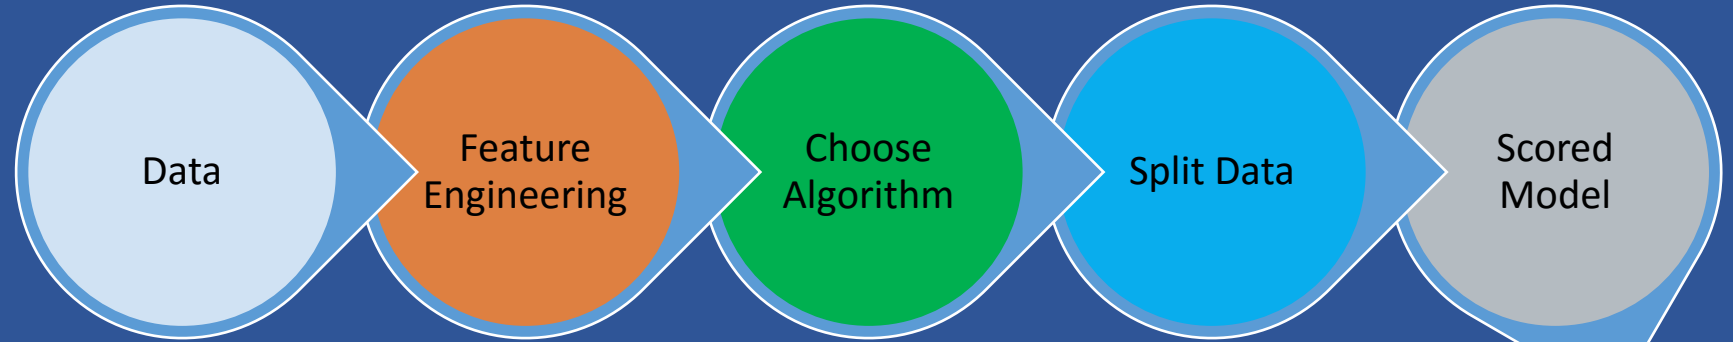 Data
Feature
Engineering
Choose
Algorithm
Split Data
Scored
Model